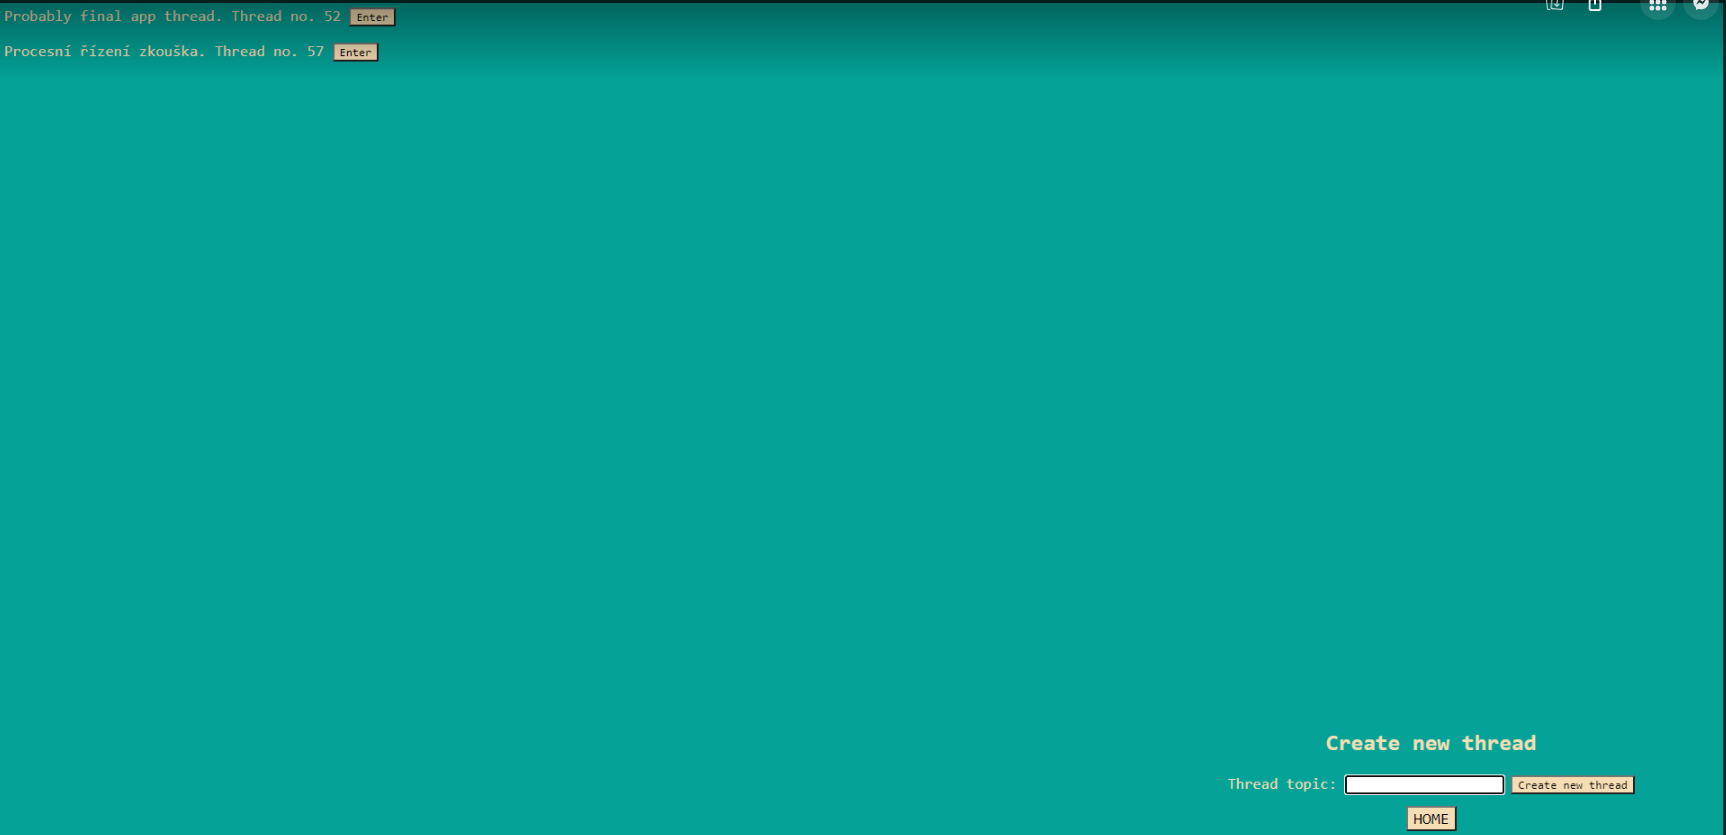 Probably final app thread. Thread no. 52 Enter
Procesní řízení zkouška. Thread no. 57 Enter
Create new thread
Thread topic: Create new thread
HOME